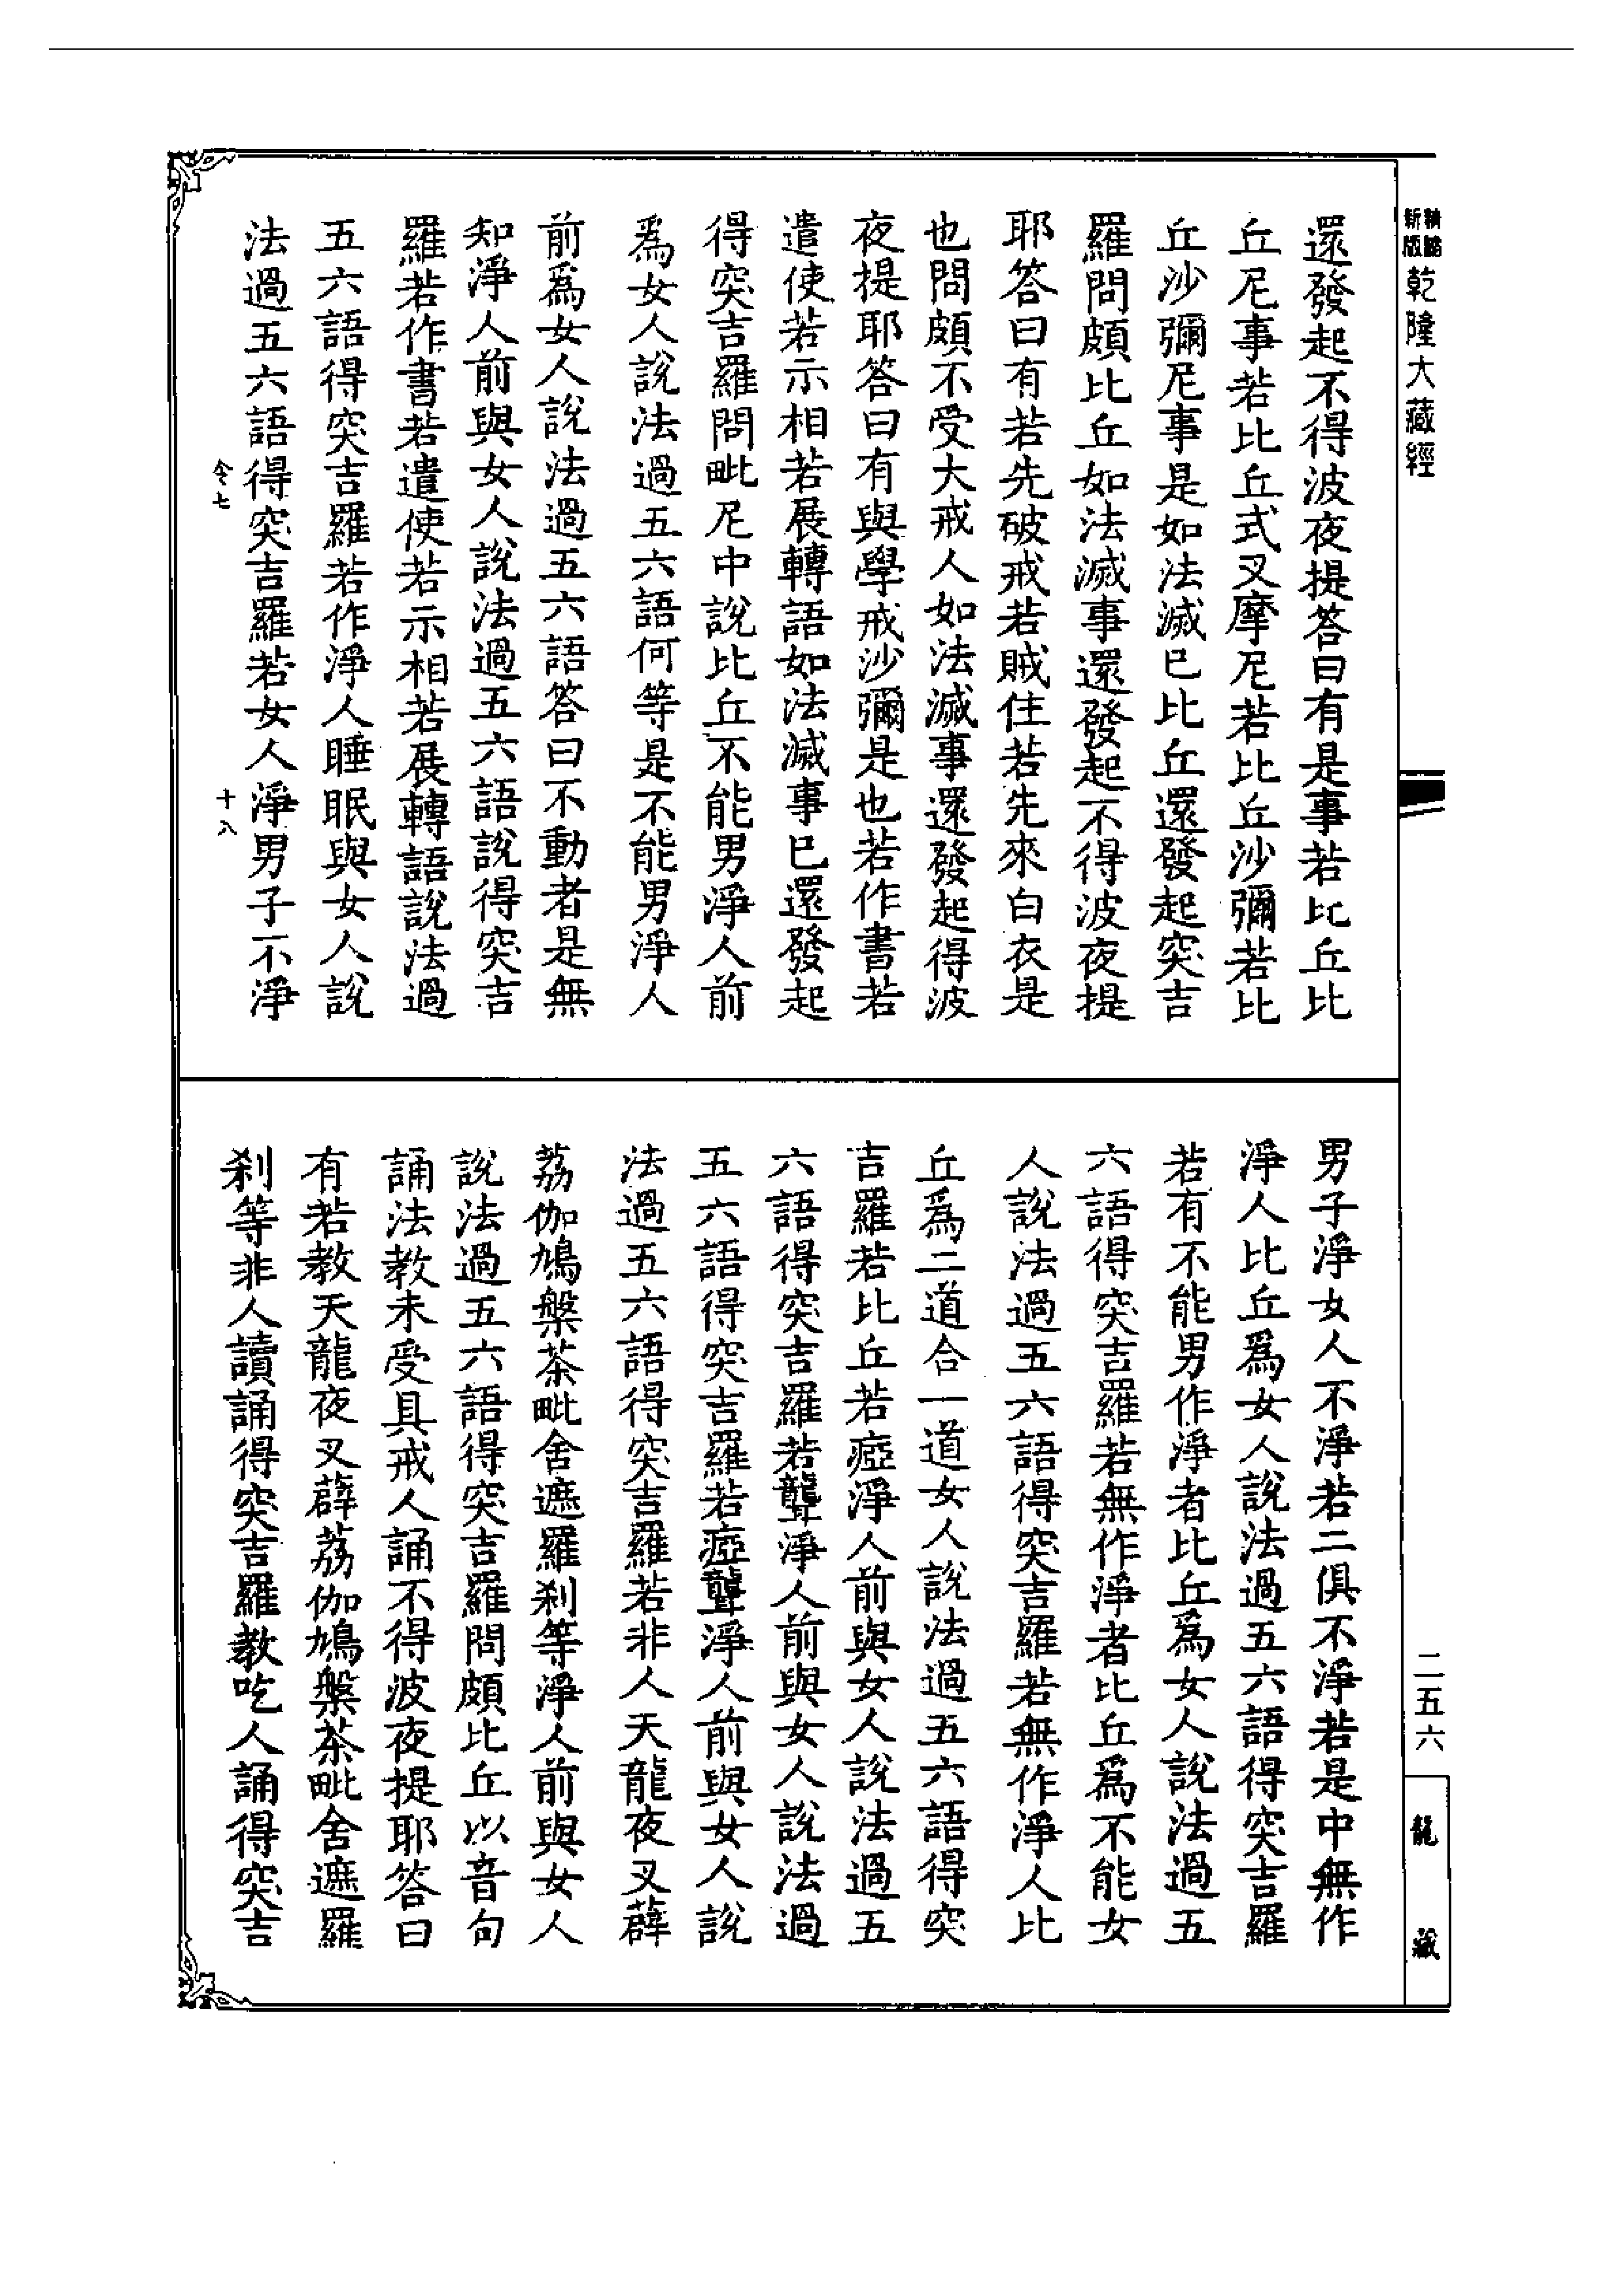 精縮
新版
乾隆大藏經
還發起不得波夜提答曰有是事若比丘比
丘尼事若比丘式叉摩尼若比丘沙彌若比
丘沙彌尼事是如法滅已比丘還發起突吉
羅問頗比丘如法滅事還發起不得波夜提
耶答曰有若先破戒若賊住若先來白衣是
也問頗不受大戒人如法滅事還發起得波
夜提耶答曰有與學戒沙彌是也若作書若
遣使若示相若展轉語如法滅事已還發起
得突吉羅問毗尼中說比丘不能男淨人前
為女人說法過五六語何等是不能男淨人
前爲女人說法過五六語答曰不動者是無
知淨人前與女人說法過五六語說得突吉
羅若作書若遣使若示相若展轉語說法過
五六語得突吉羅若作淨人睡眠與女人說
法過五六語得突吉羅若女人淨男子不淨
令七
十八
男子淨女人不淨若二俱不淨若是中無作
淨人比丘爲女人說法過五六語得突吉羅
若有不能男作淨者比丘爲女人說法過五
六語得突吉羅若無作淨者比丘爲不能女
人說法過五六語得突吉羅若無作淨人比
丘爲二道合一道女人說法過五六語得突
吉羅若比丘若瘂淨人前與女人說法過五
六語得突吉羅若聾淨人前與女人說法過
五六語得突吉羅若瘂聾淨人前與女人說
法過五六語得突吉羅若非人天龍夜叉薜
荔伽鳩槃茶毗舍遮羅刹等淨人前與女人
說法過五六語得突吉羅問頗比丘以音句
誦法教未受具戒人誦不得波夜提耶答曰
有若教天龍夜叉薜荔伽鳩槃茶毗舍遮羅
刹等非人讀誦得突吉羅教吃人誦得突吉
二五六
龍藏